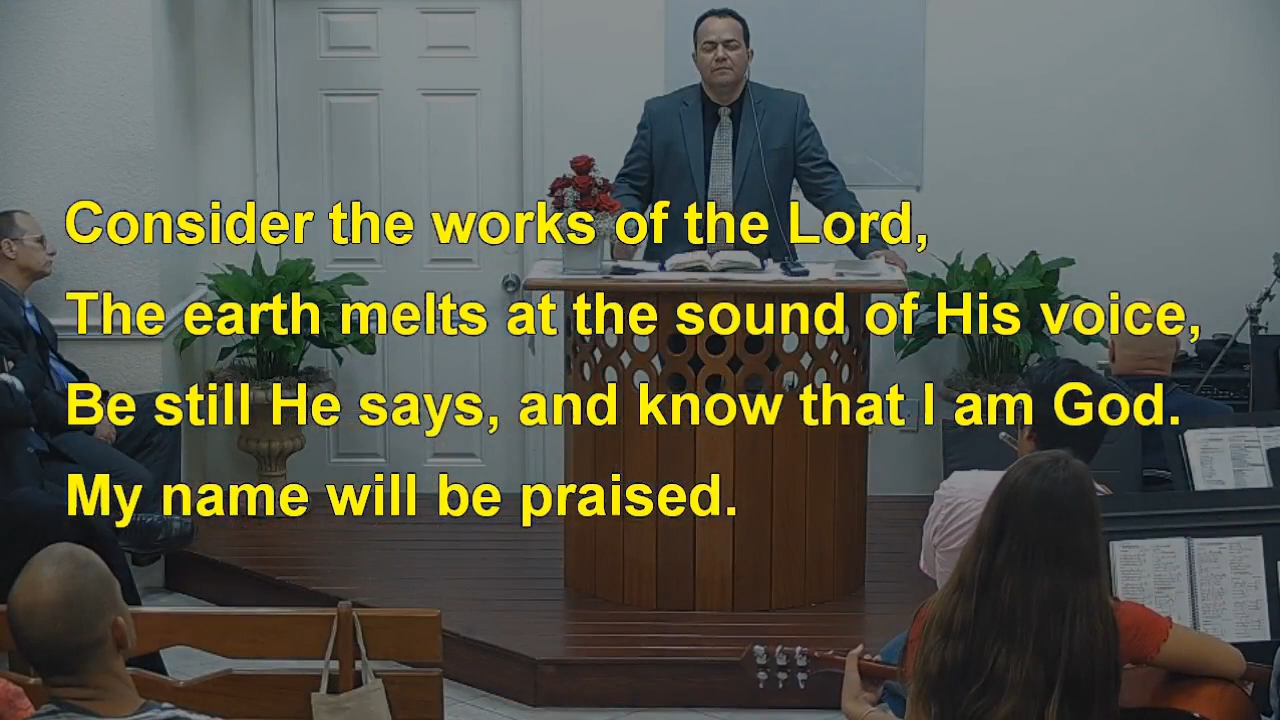 Consider the works of the Lord,
The earth melts at the sound of His voice,
Be still He says, and know that I am God.
My name will be praised.